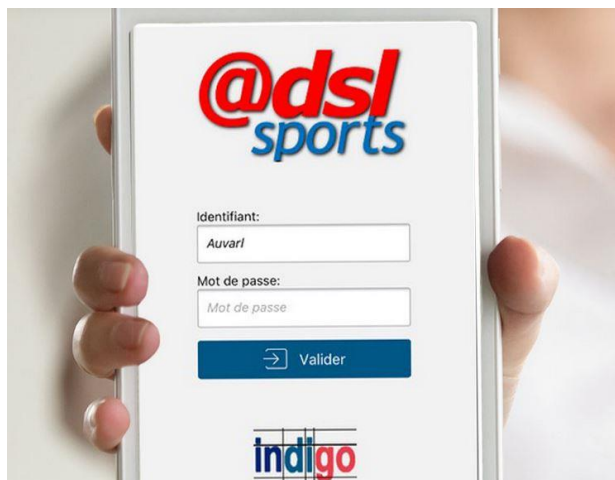 @dsl
sports
Identifiant:
Auvarl
Mot de passe:
Mot de passe
Valider
indigo